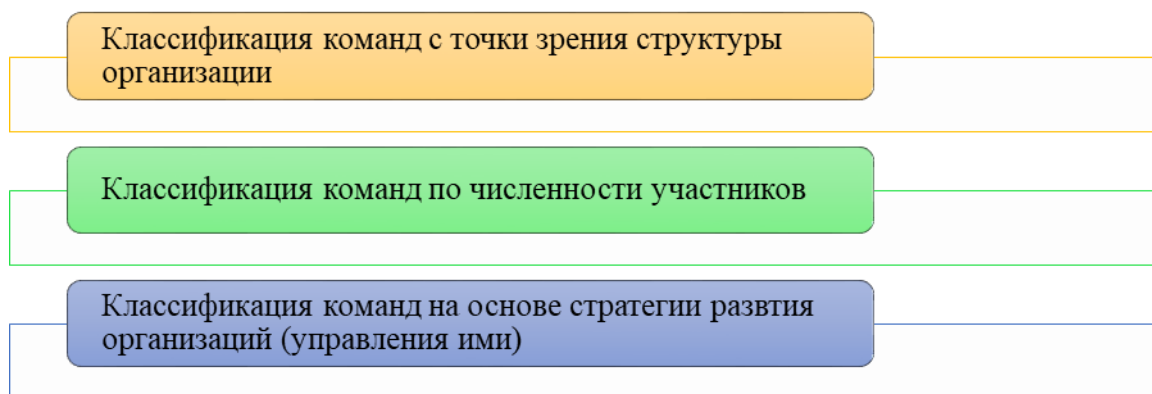 Классификация команд с точки зрения структуры
организации
Классификация команд по численности участников
Классификация команд на основе стратегии развтия
организаций (управления ими)